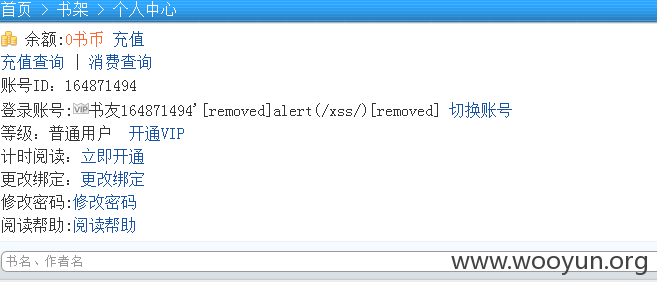 首页 > 书架 > 个人中心
余额:0书币 充值
充值查询 | 消费查询
账号ID: 164871494
登录账号:VIP书友164871494'[removed]alert(/xss/)[removed] 切换账号
等级: 普通用户 开通VIP
计时阅读: 立即开通
更改绑定: 更改绑定
修改密码:修改密码
阅读帮助:阅读帮助
书名、作者名
www.wooyun.org